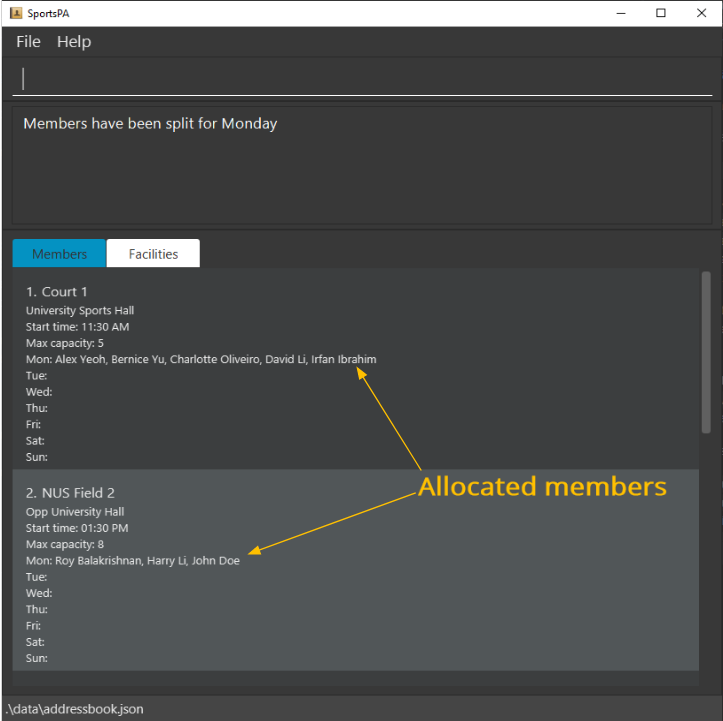 SportsPA
File Help
Members have been split for Monday
Members Facilities
1. Court 1
University Sports Hall
Start time: 11:30 AM
Max capacity: 5
Mon: Alex Yeoh, Bernice Yu, Charlotte Oliveiro, David Li, Irfan Ibrahim
Tue:
Wed:
Thu:
Fri:
Sat:
Sun:
Allocated members
2. NUS Field 2
Opp University Hall
Start time: 01:30 PM
Max capacity: 8
Mon: Roy Balakrishnan, Harry Li, John Doe
Tue:
Wed:
Thu:
Fri:
Sat:
Sun:
.\data\addressbook.json